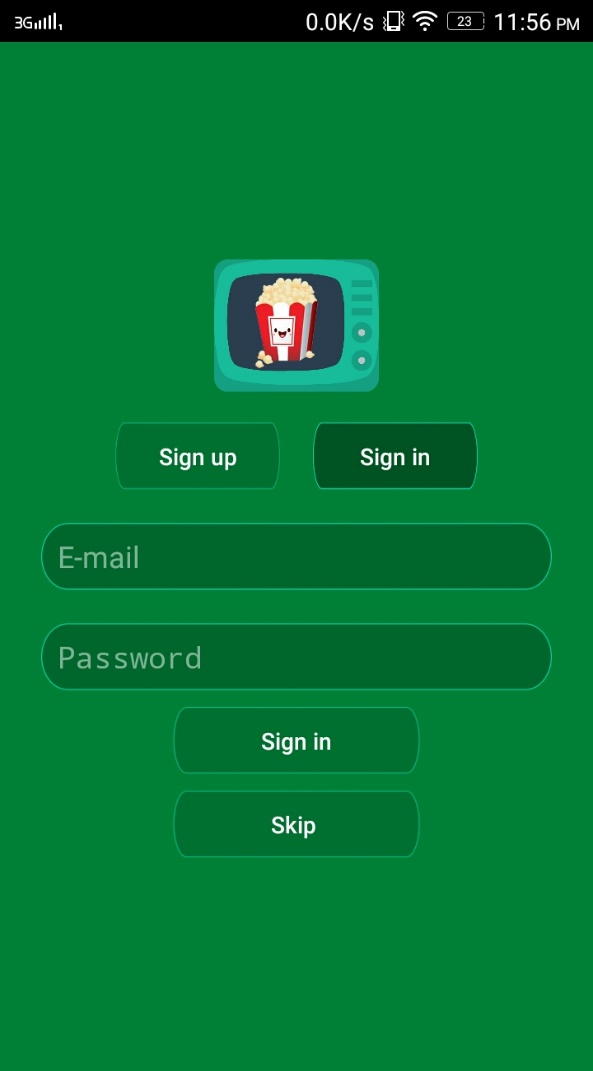 3G 0.0K/s 23 11:56 PM
Sign up Sign in
E-mail
Password
Sign in
Skip